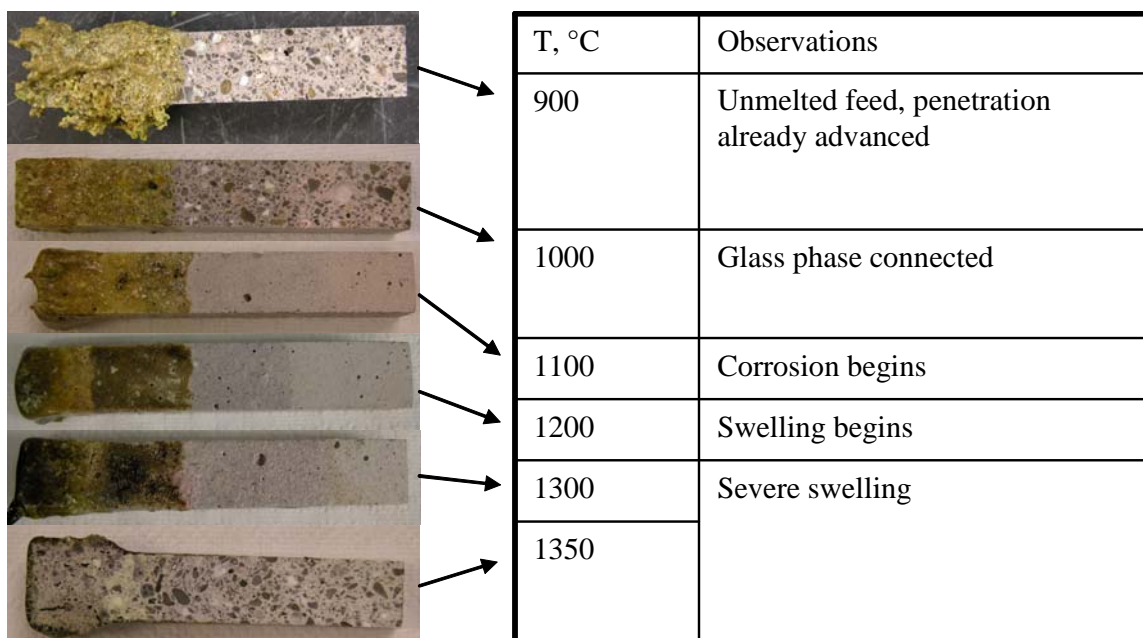 T, °C Observations
900 Unmelted feed, penetration
already advanced
1000 Glass phase connected
1100 Corrosion begins
1200 Swelling begins
1300 Severe swelling
1350